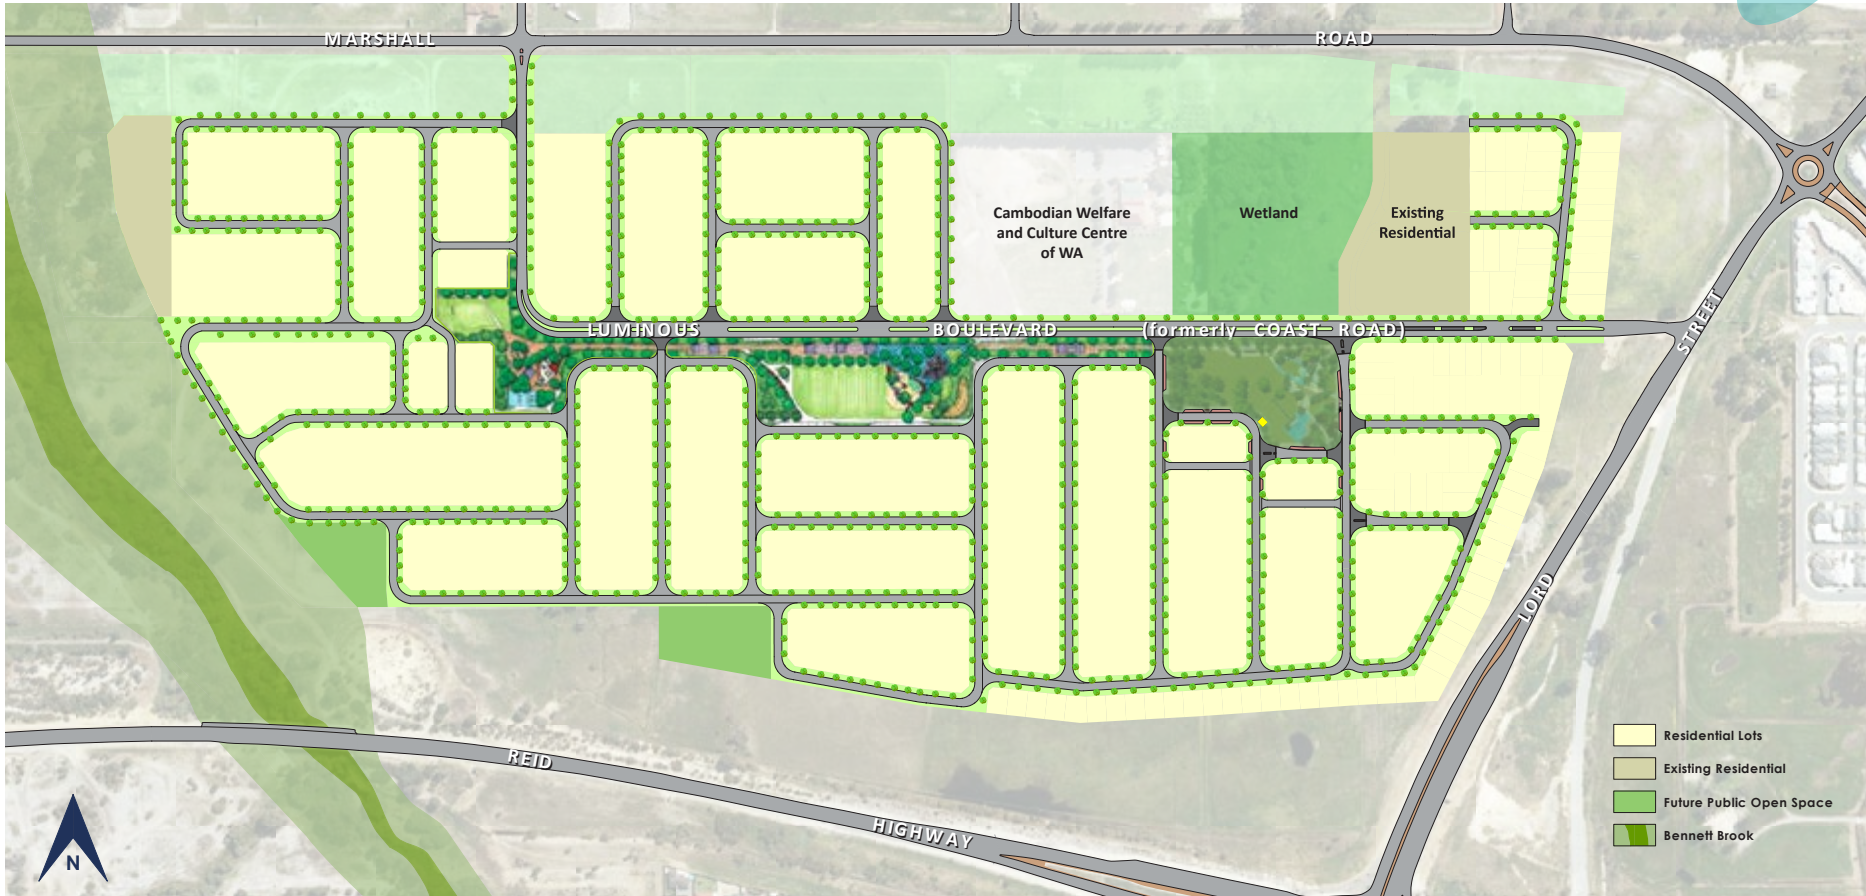 MARSHALL ROAD
Cambodian Welfare
and Culture Centre
of WA
Wetland
Existing
Residential
LUMINOUS BOULEVARD (formerly COAST ROAD)
LORD STREET
REID HIGHWAY
Residential Lots
Existing Residential
Future Public Open Space
Bennett Brook
N